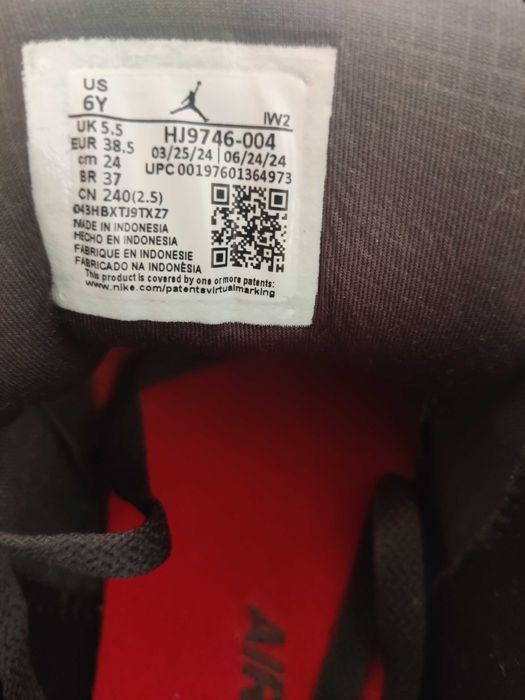 US
6Y
IW2
UK 5.5
HJ9746-004
EUR 38.5
03/25/24 | 06/24/24
cm 24
UPC 00197601364973
BR 37
CN 240(2.5)
043HBXTJ9TXZ7
MADE IN INDONESIA
HECHO EN INDONESIA
FABRIQUE EN INDONESIE
FABRICADO NA INDONÉSIA
This product is covered by one or more patents:
www.nike.com/patentsvirtualmarking
AIR